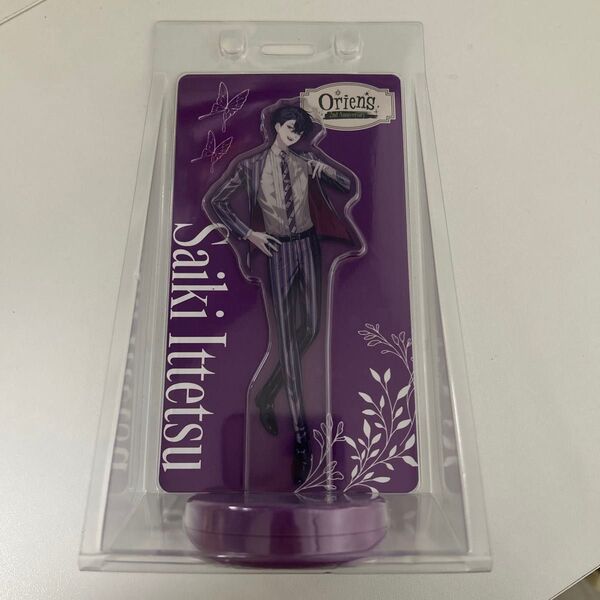 Oriens
2nd Anniversary
Saiki Ittetsu